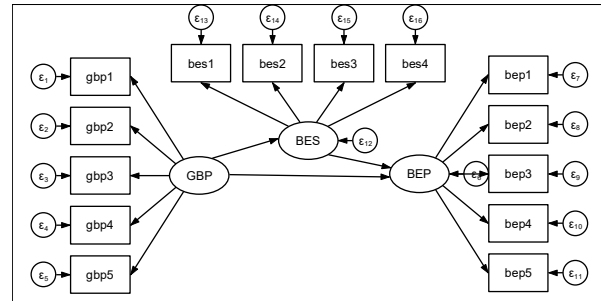 ε13 ε14 ε15 ε16
bes1 bes2 bes3 bes4
ε1 gbp1
ε2 gbp2
ε3 gbp3
ε4 gbp4
ε5 gbp5
GBP
BES ε12
BEP ε6
bep1 ε7
bep2 ε8
bep3 ε9
bep4 ε10
bep5 ε11